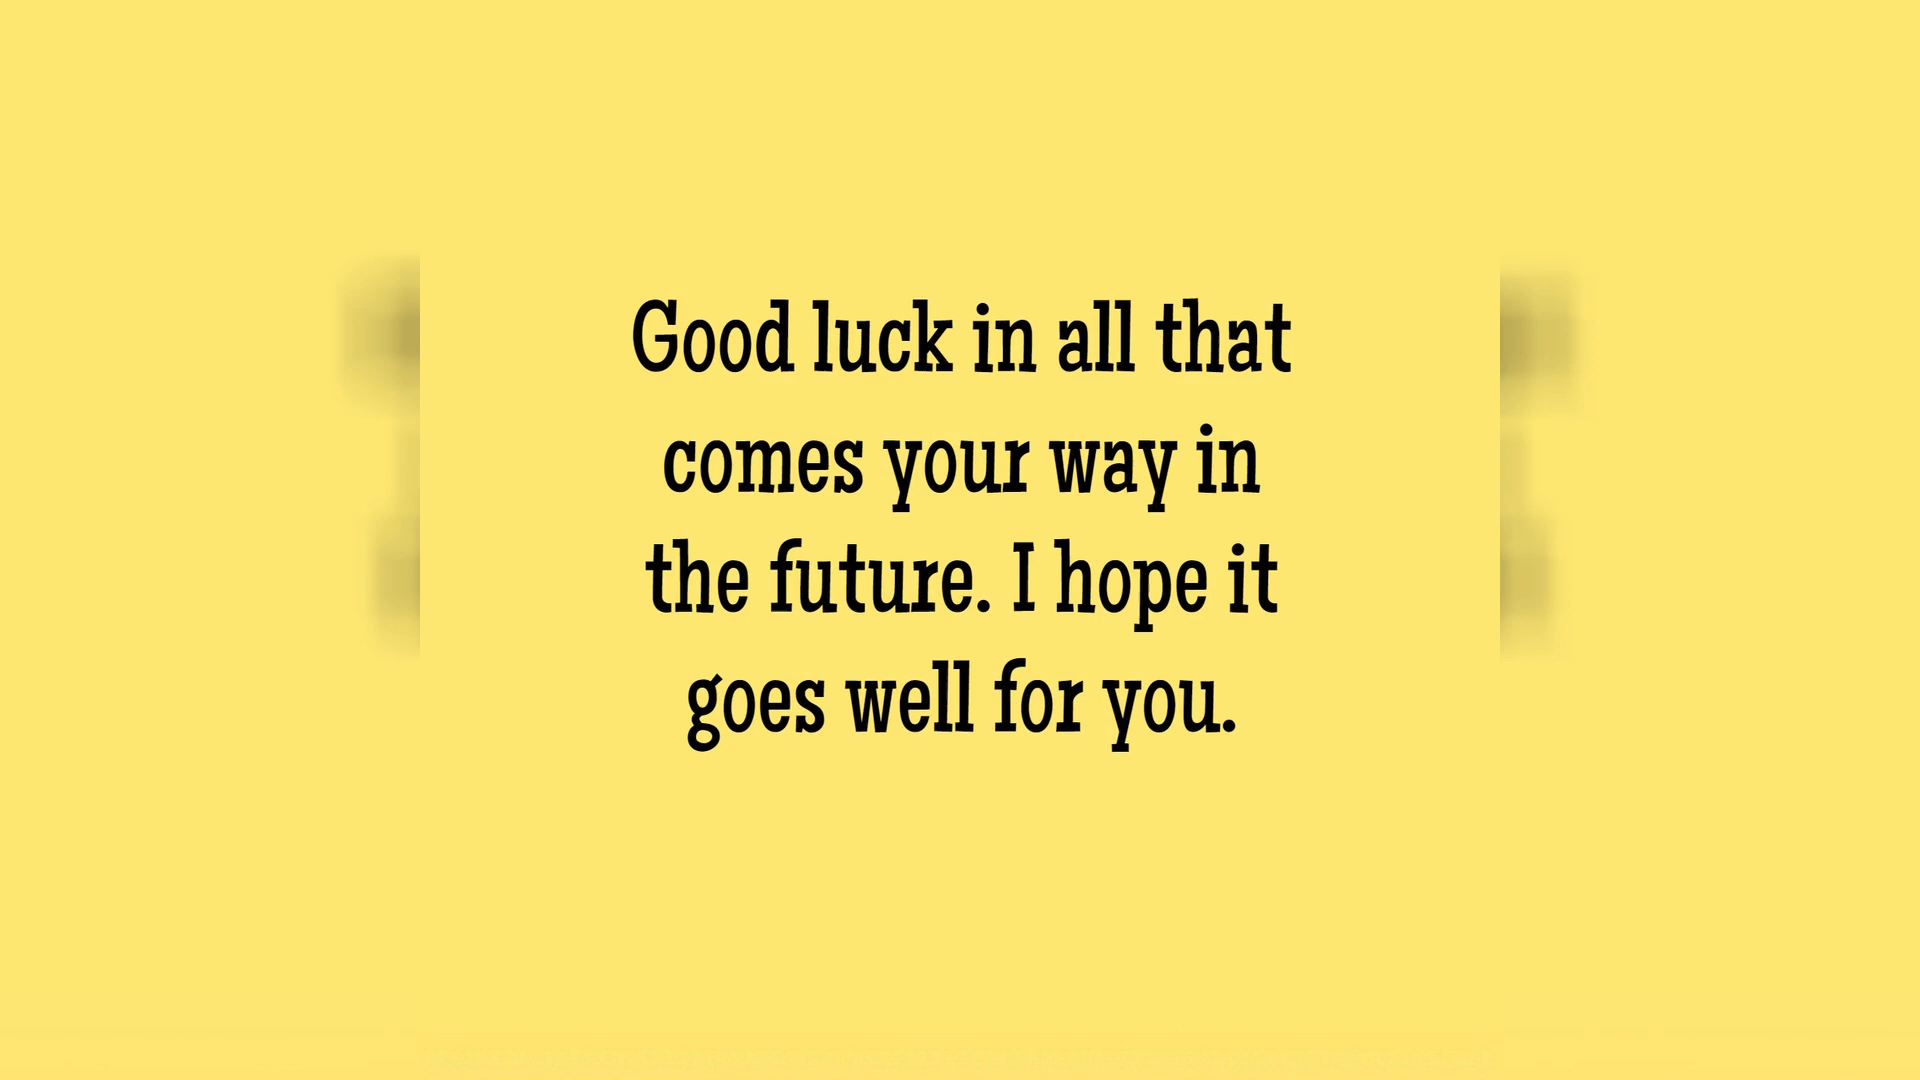 Good luck in all that
comes your way in
the future. I hope it
goes well for you.